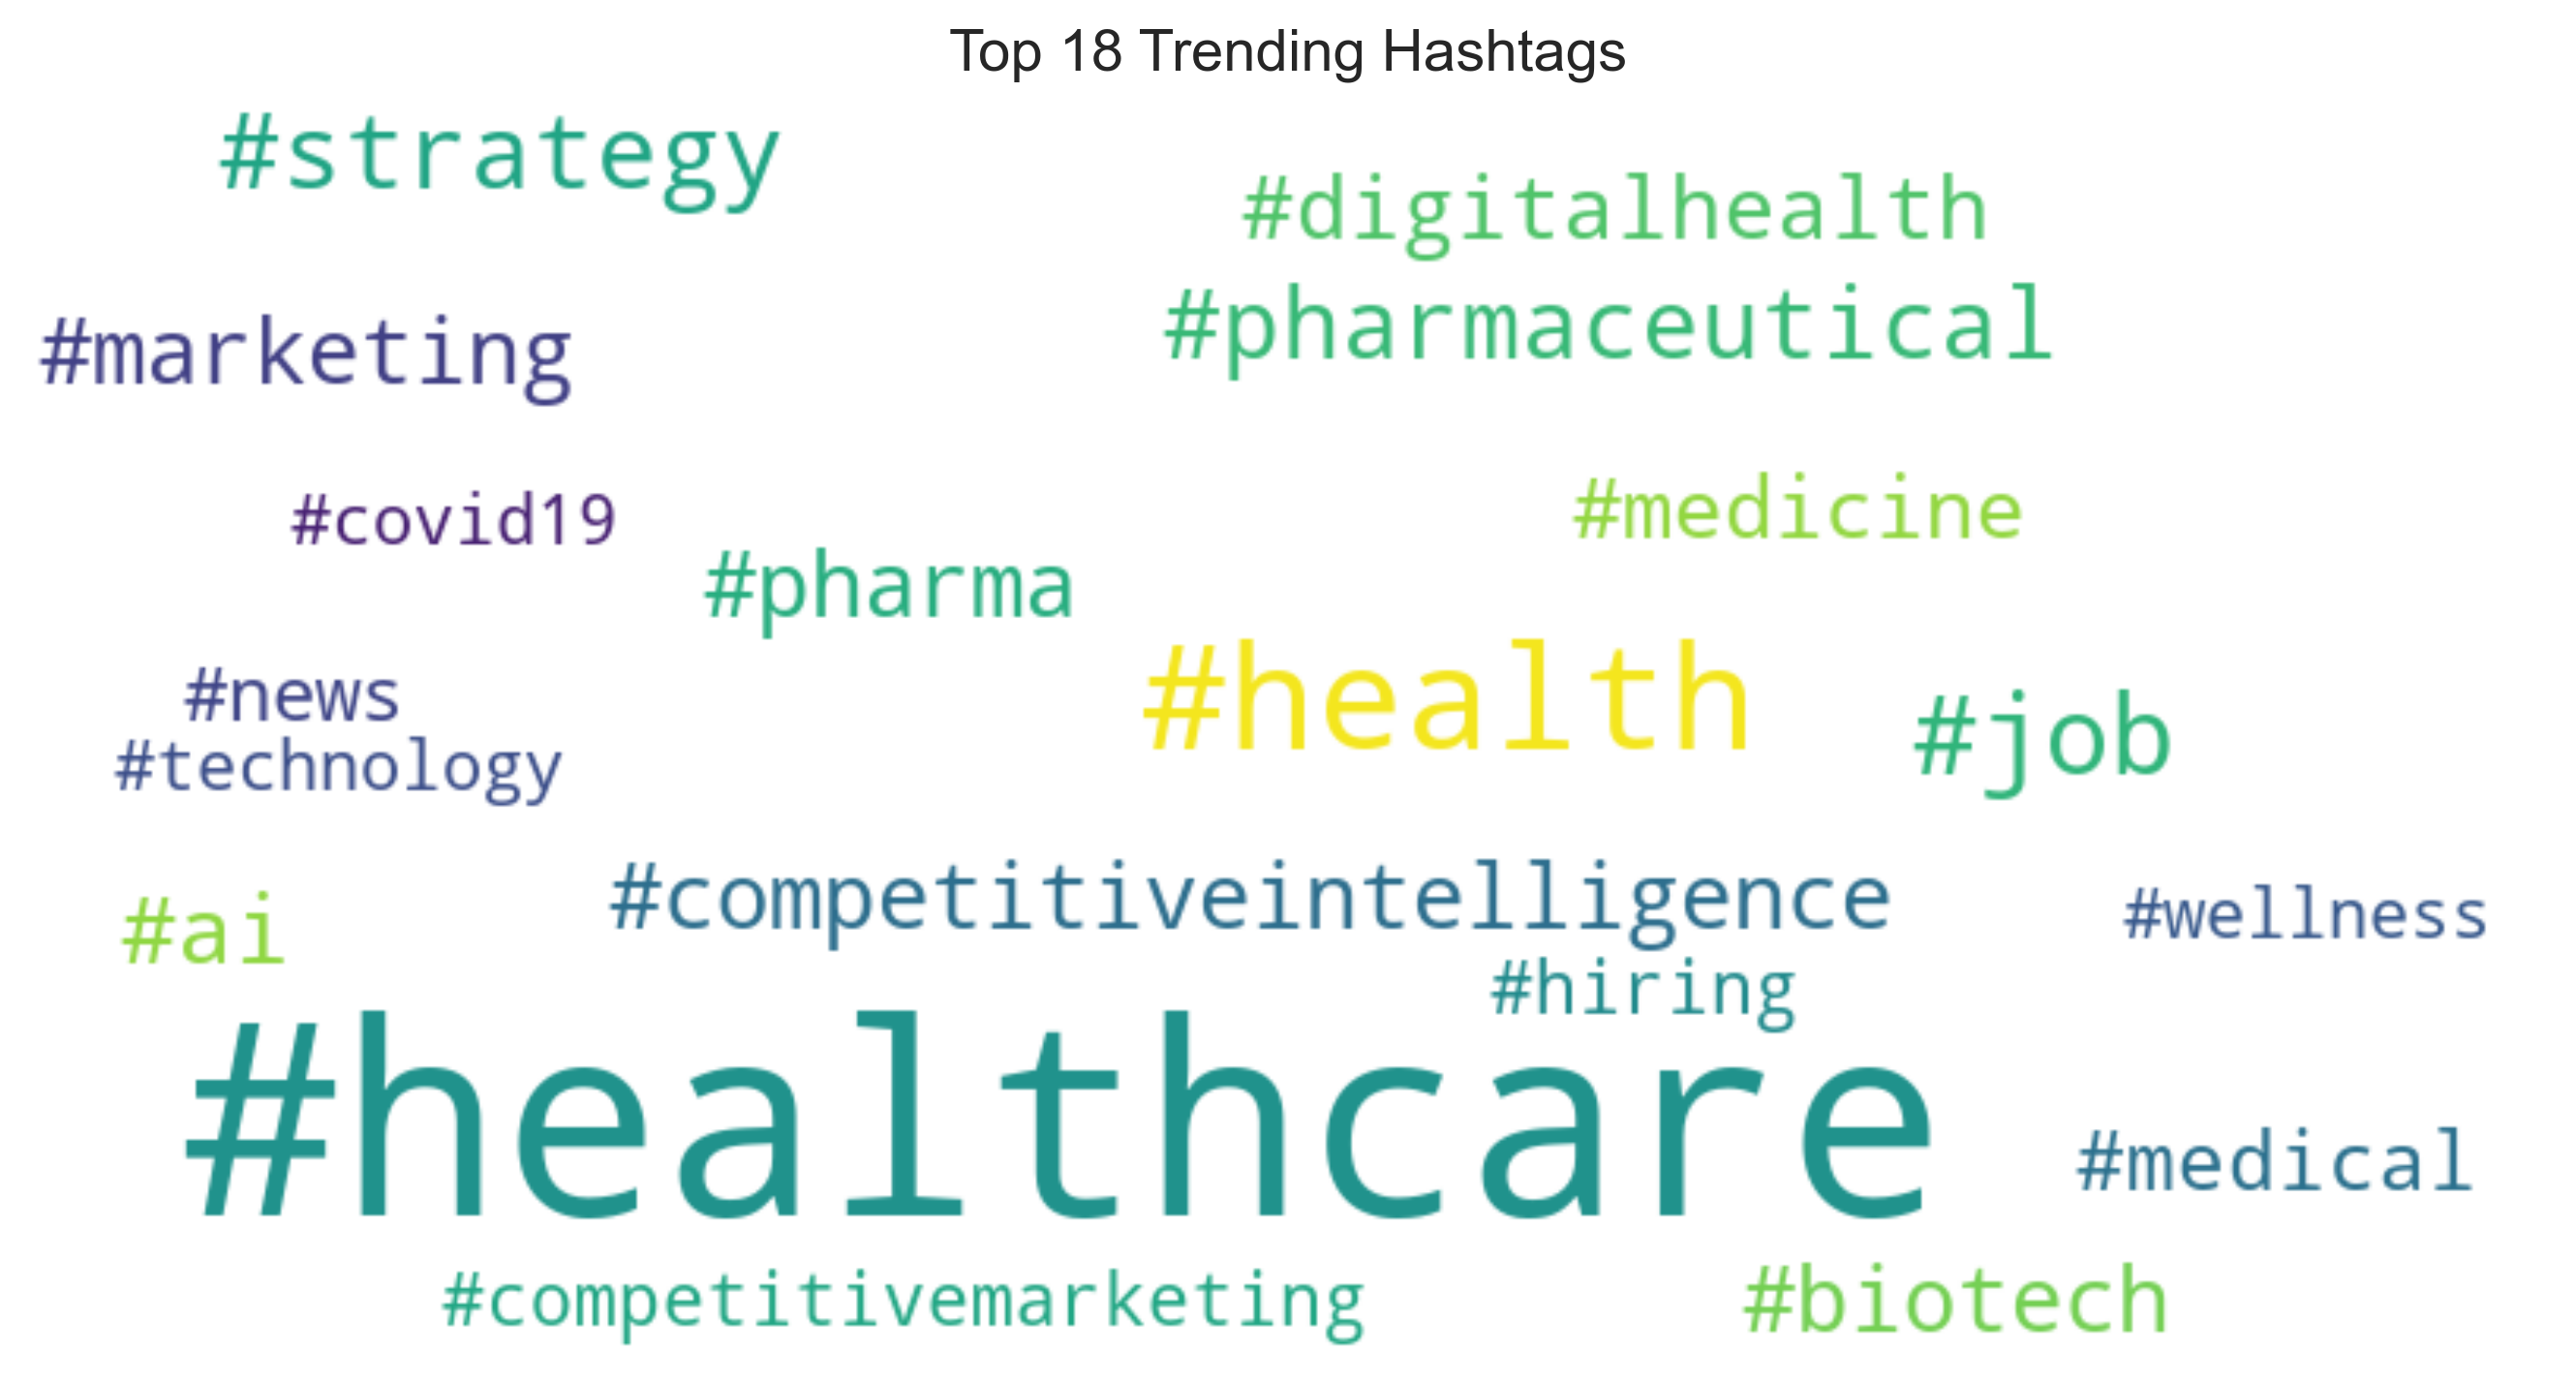 Top 18 Trending Hashtags
#strategy
#digitalhealth
#pharmaceutical
#marketing
#medicine
#covid19
#pharma
#news
#health
#job
#technology
#competitiveintelligence
#wellness
#ai
#hiring
#healthcare
#medical
#competitivemarketing
#biotech